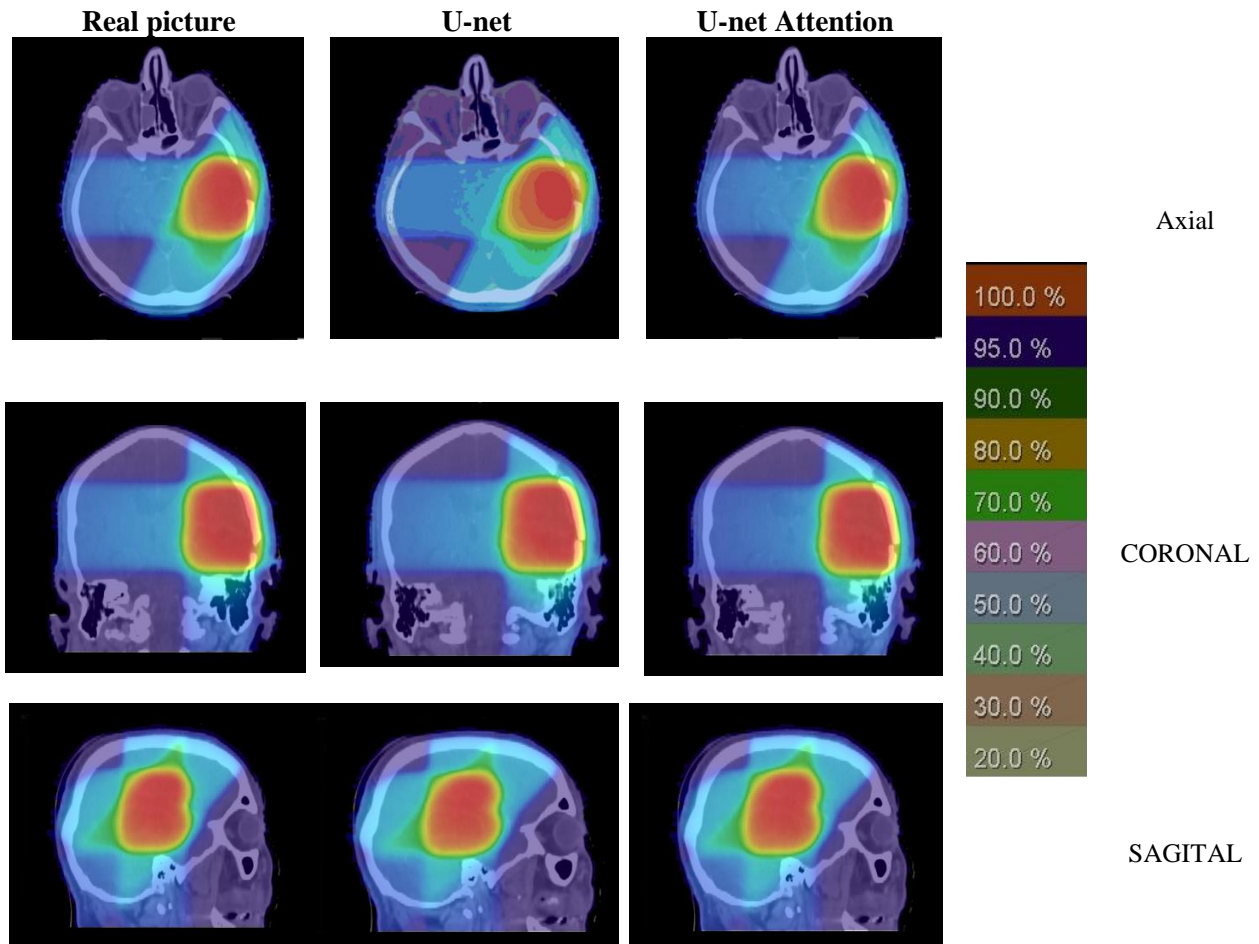 Real picture
U-net
U-net Attention
Axial
100.0 %
95.0 %
90.0 %
80.0 %
70.0 %
60.0 %
50.0 %
40.0 %
30.0 %
20.0 %
CORONAL
SAGITAL